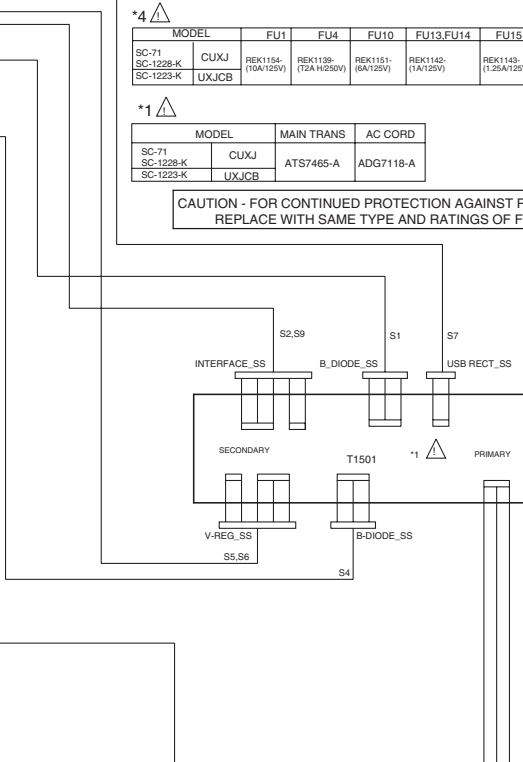 *4 !
MODEL FU1 FU4 FU10 FU13,FU14 FU15
SC-71
SC-1228-K CUXJ REK1154- REK1139- REK1151- REK1142- REK1143-
(10A/125V) (T2A H/250V) (6A/125V) (1A/125V) (1.25A/125V
SC-1223-K UXJCB
*1 !
MODEL MAIN TRANS AC CORD
SC-71
SC-1228-K CUXJ ATS7465-A ADG7118-A
SC-1223-K UXJCB
CAUTION - FOR CONTINUED PROTECTION AGAINST
REPLACE WITH SAME TYPE AND RATINGS OF F
S2,S9 S1 S7
INTERFACE_SS B_DIODE_SS USB RECT_SS
SECONDARY T1501 *1 ! PRIMARY
V-REG_SS B-DIODE_SS
S5,S6
S4